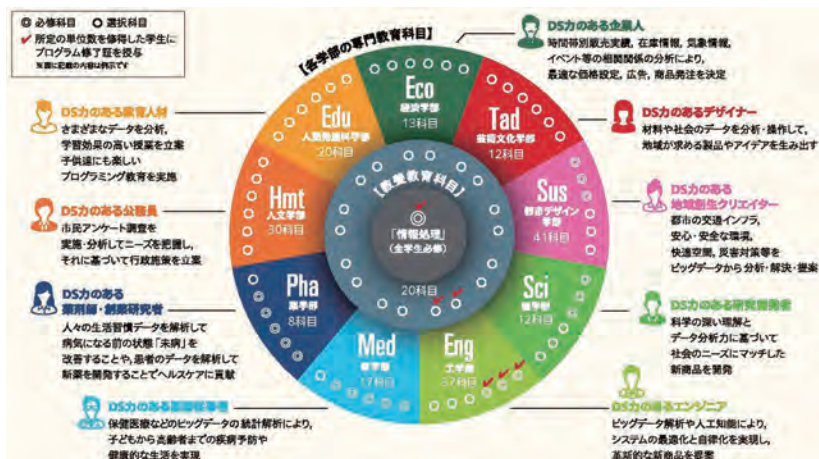 ◎ 必修科目 ○ 選択科目
✓ 所定の単位数を修得した学生に
プログラム修了証を授与
※図に記載の内容は例示です
【各学部の専門教育科目】
DS力のある企業人
時間帯別販売実績, 在庫情報, 気象情報,
イベント等の相関関係の分析により,
最適な価格設定, 広告, 商品発注を決定
DS力のある教育人材
さまざまなデータを分析,
学習効果の高い授業を立案
子供達にも楽しい
プログラミング教育を実施
DS力のあるデザイナー
材料や社会のデータを分析・操作して,
地域が求める製品やアイデアを生み出す
DS力のある公務員
市民アンケート調査を
実施・分析してニーズを把握し,
それに基づいて行政施策を立案
DS力のある
地域創生クリエイター
都市の交通インフラ,
安心・安全な環境,
快適空間, 災害対策等を
ビッグデータから分析・解決・提案
DS力のある
薬剤師・創薬研究者
人々の生活習慣データを解析して
病気になる前の状態「未病」を
改善することや, 患者のデータを解析して
新薬を開発することでヘルスケアに貢献
DS力のある研究開発者
科学の深い理解と
データ分析力に基づいて
社会のニーズにマッチした
新商品を開発
DS力のある医療従事者
保健医療などのビッグデータの統計解析により,
子どもから高齢者までの疾病予防や
健康的な生活を実現
DS力のあるエンジニア
ビッグデータ解析や人工知能により,
システムの最適化と自律化を実現し,
革新的な新商品を提案
Eco
経済学部
13科目
Tad
芸術文化学部
12科目
Sus
都市デザイン
学部
41科目
Sci
理学部
12科目
Eng
工学部
37科目
Med
医学部
17科目
Pha
薬学部
8科目
Hmt
人文学部
30科目
Edu
人間発達科学部
20科目
【教養教育科目】
「情報処理」
(全学生必修)
20科目